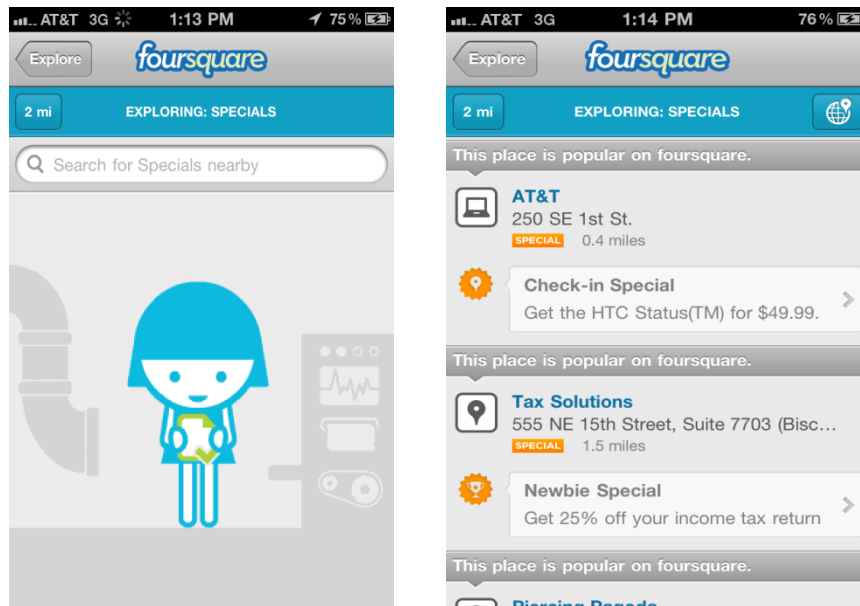 AT&T 3G 1:13 PM 75%
Explore foursquare
2 mi EXPLORING: SPECIALS
Search for Specials nearby
AT&T 3G 1:14 PM 76%
Explore foursquare
2 mi EXPLORING: SPECIALS
This place is popular on foursquare.
AT&T
250 SE 1st St.
SPECIAL 0.4 miles
Check-in Special
Get the HTC Status(TM) for $49.99.
This place is popular on foursquare.
Tax Solutions
555 NE 15th Street, Suite 7703 (Bisc…
SPECIAL 1.5 miles
Newbie Special
Get 25% off your income tax return
This place is popular on foursquare.